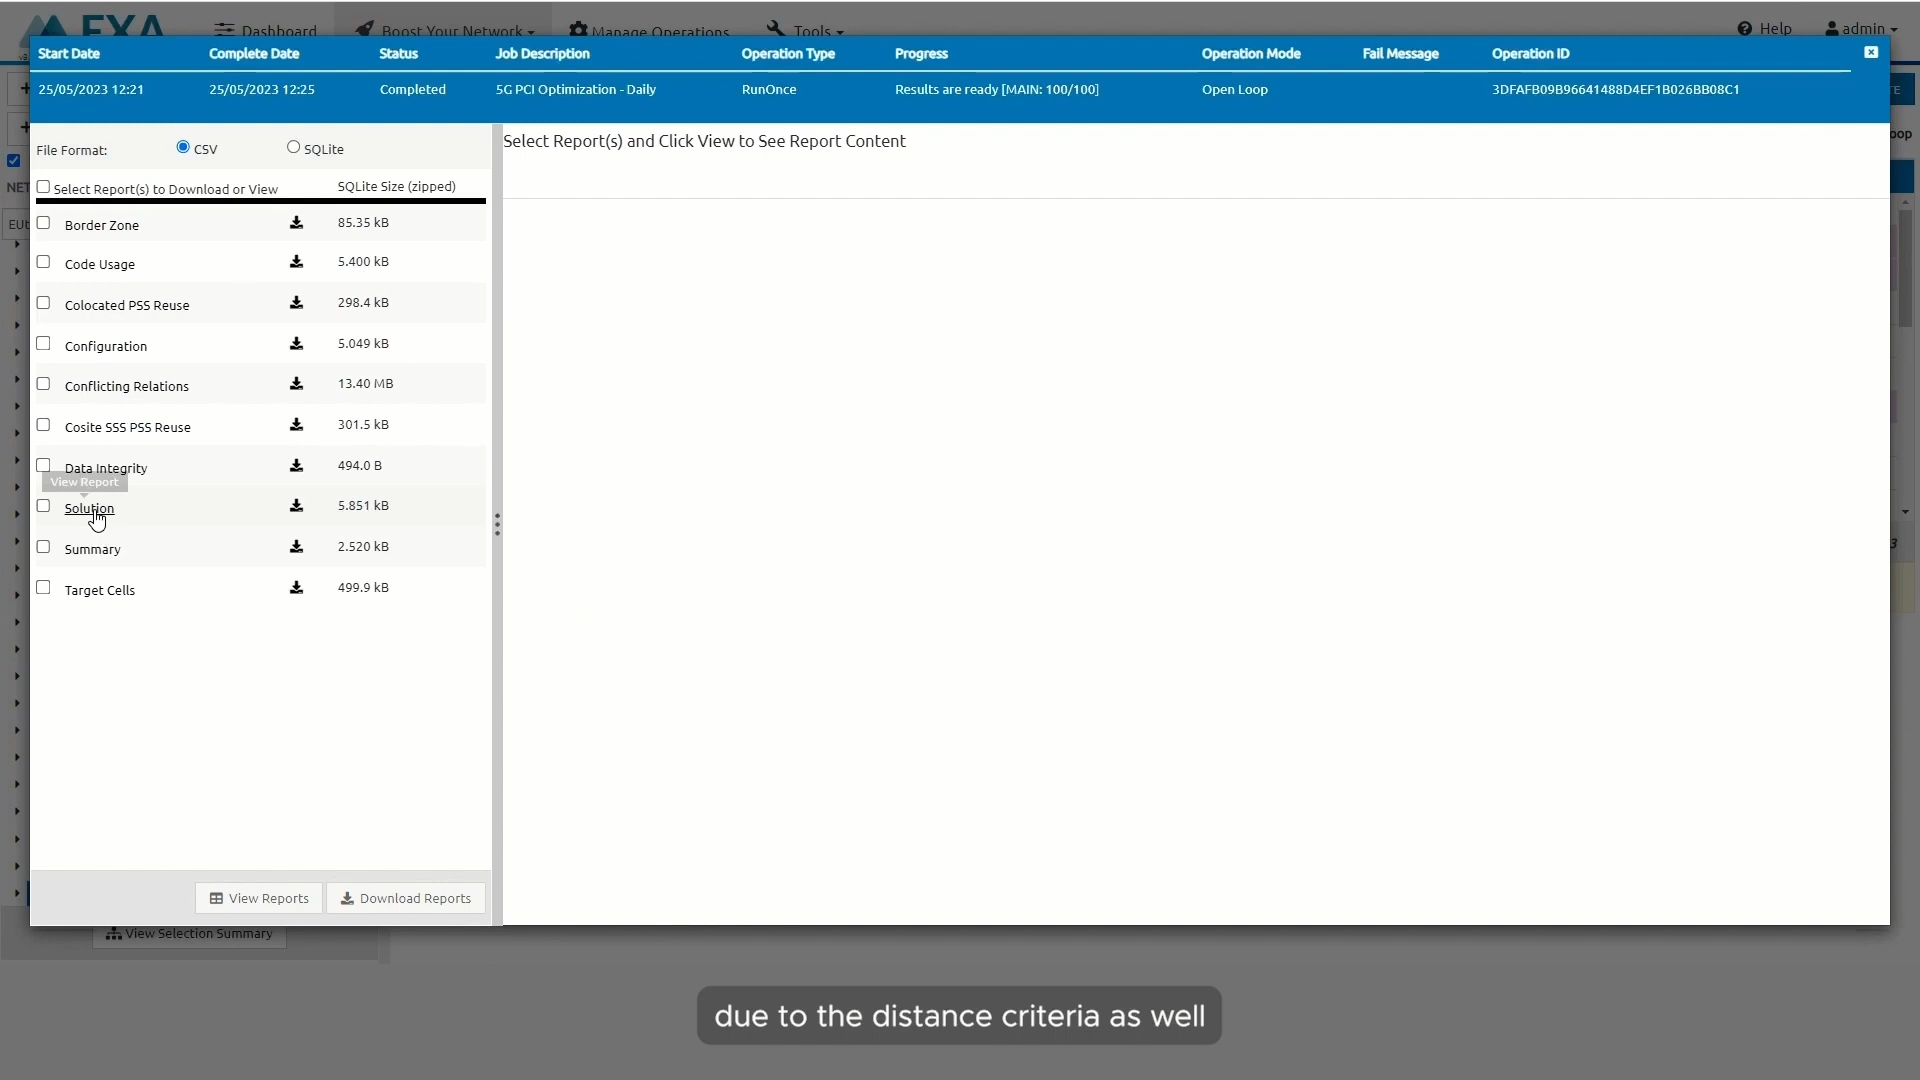 EXA
Dashboard
Boost Your Network
Manage Operations
Tools
Help
admin
Start Date Complete Date Status Job Description Operation Type Progress Operation Mode Fail Message Operation ID
25/05/2023 12:21 25/05/2023 12:25 Completed 5G PCI Optimization - Daily RunOnce Results are ready [MAIN: 100/100] Open Loop 3DFAFB09B96641488D4EF1B026BB08C1
File Format: CSV SQLite
Select Report(s) to Download or View SQLite Size (zipped)
Border Zone 85.35 kB
Code Usage 5.400 kB
Colocated PSS Reuse 298.4 kB
Configuration 5.049 kB
Conflicting Relations 13.40 MB
Cosite SSS PSS Reuse 301.5 kB
Data Integrity 494.0 B
View Report
Solution 5.851 kB
Summary 2.520 kB
Target Cells 499.9 kB
View Reports Download Reports
Select Report(s) and Click View to See Report Content
NET
EUt
oop
View Selection Summary
due to the distance criteria as well